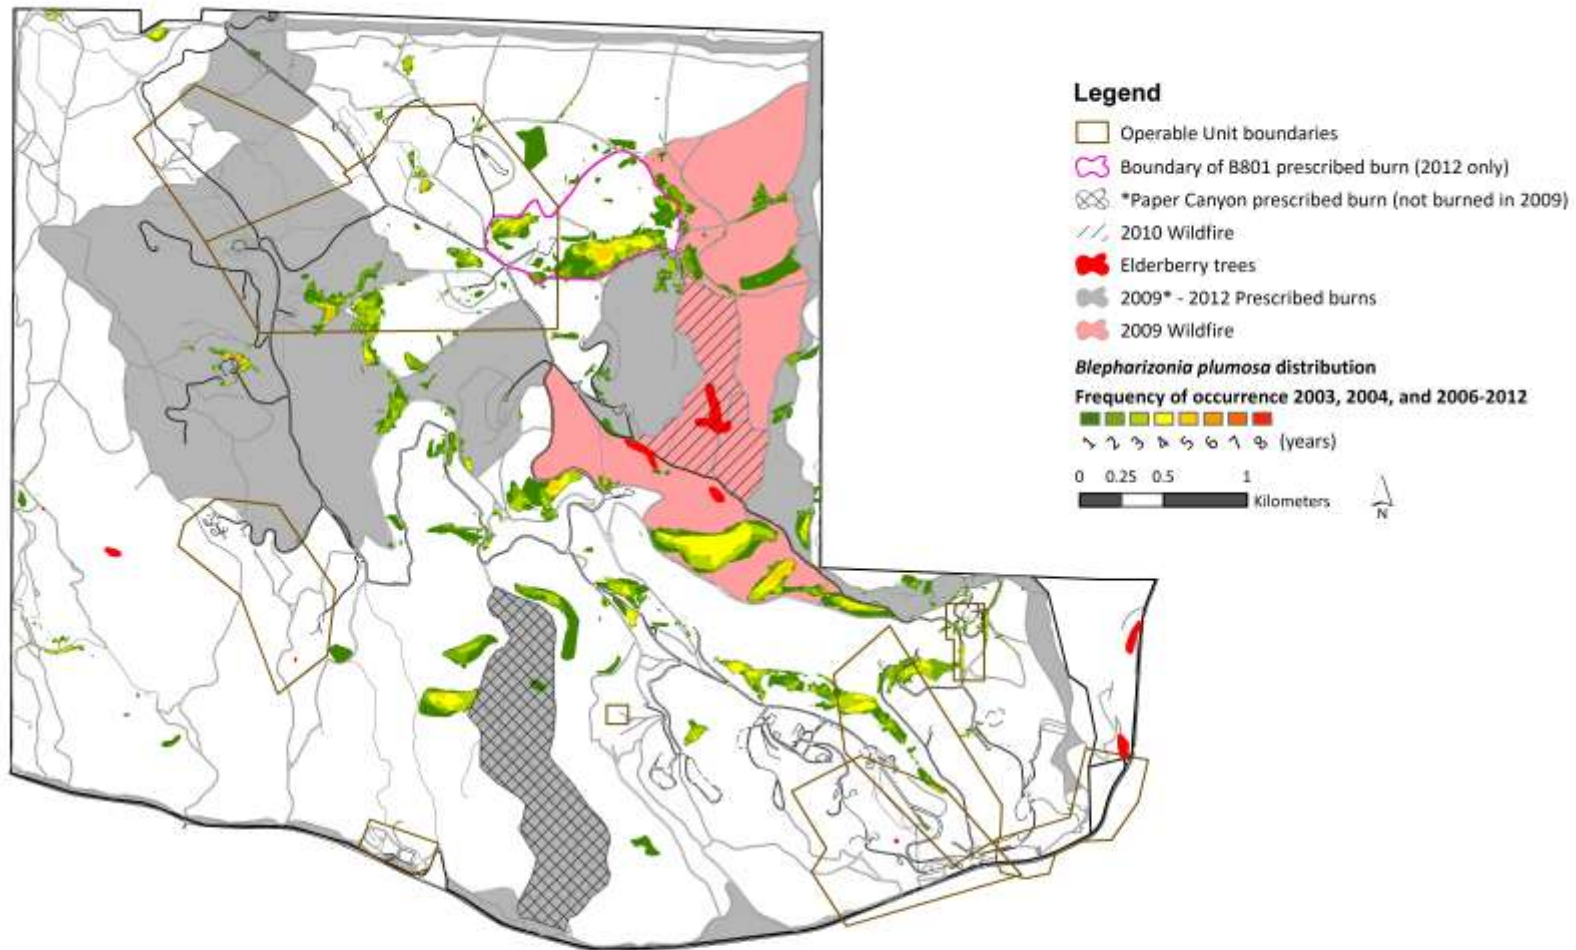 Legend
Operable Unit boundaries
Boundary of B801 prescribed burn (2012 only)
*Paper Canyon prescribed burn (not burned in 2009)
2010 Wildfire
Elderberry trees
2009* - 2012 Prescribed burns
2009 Wildfire
Blepharizonia plumosa distribution
Frequency of occurrence 2003, 2004, and 2006-2012
1 2 3 4 5 6 7 8 (years)
0 0.25 0.5 1
Kilometers
N